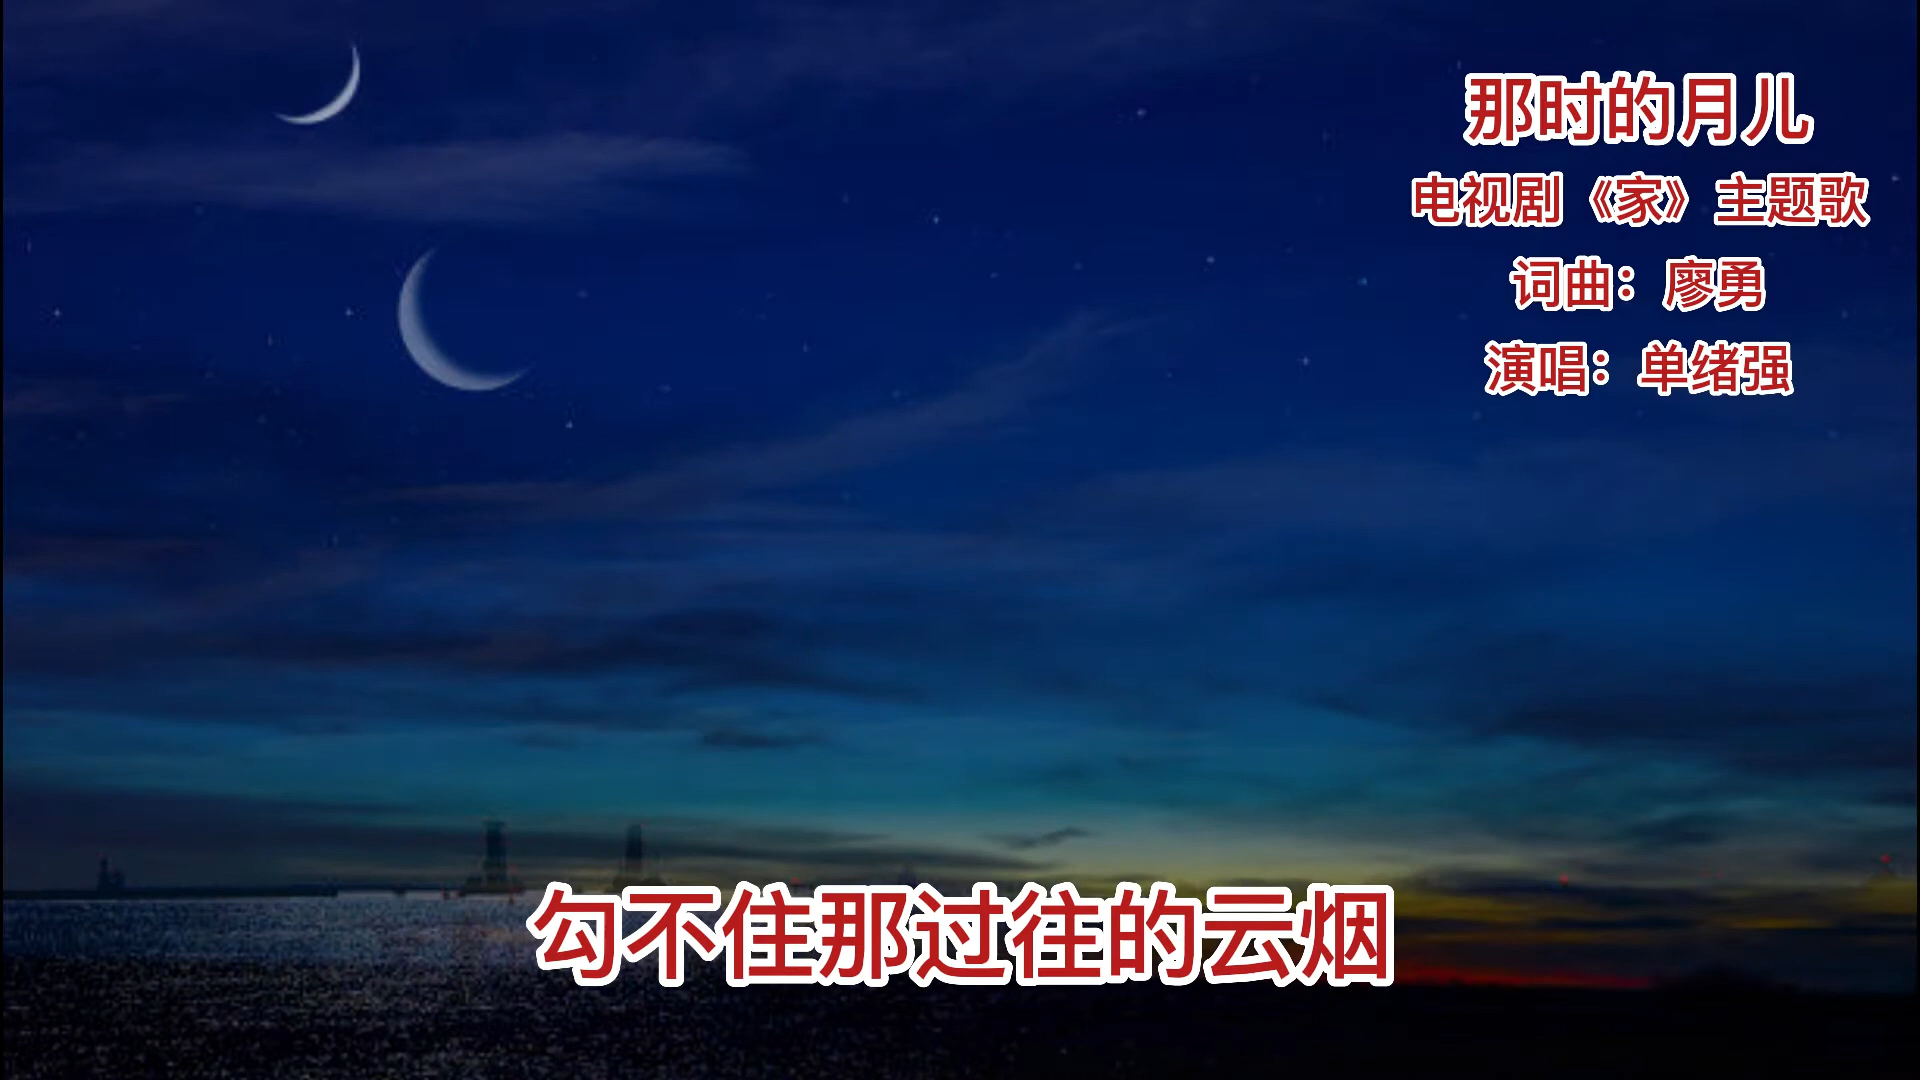 那时的月儿
电视剧《家》主题歌
词曲：廖勇
演唱：单绪强
勾不住那过往的云烟